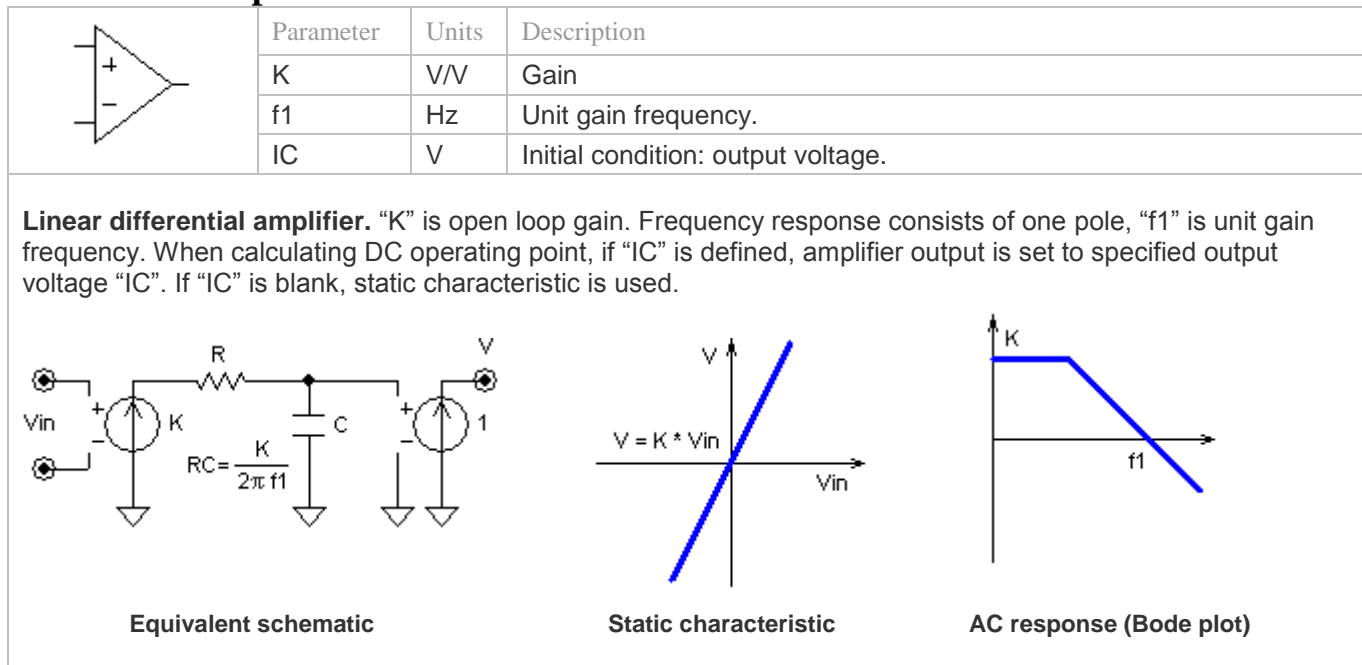 Parameter Units Description
K V/V Gain
f1 Hz Unit gain frequency.
IC V Initial condition: output voltage.
Linear differential amplifier. “K” is open loop gain. Frequency response consists of one pole, “f1” is unit gain
frequency. When calculating DC operating point, if “IC” is defined, amplifier output is set to specified output
voltage “IC”. If “IC” is blank, static characteristic is used.
+
−
R
V
Vin
+
−
K
C
+
−
1
RC = K / 2π f1
V
V = K * Vin
Vin
K
f1
Equivalent schematic
Static characteristic
AC response (Bode plot)